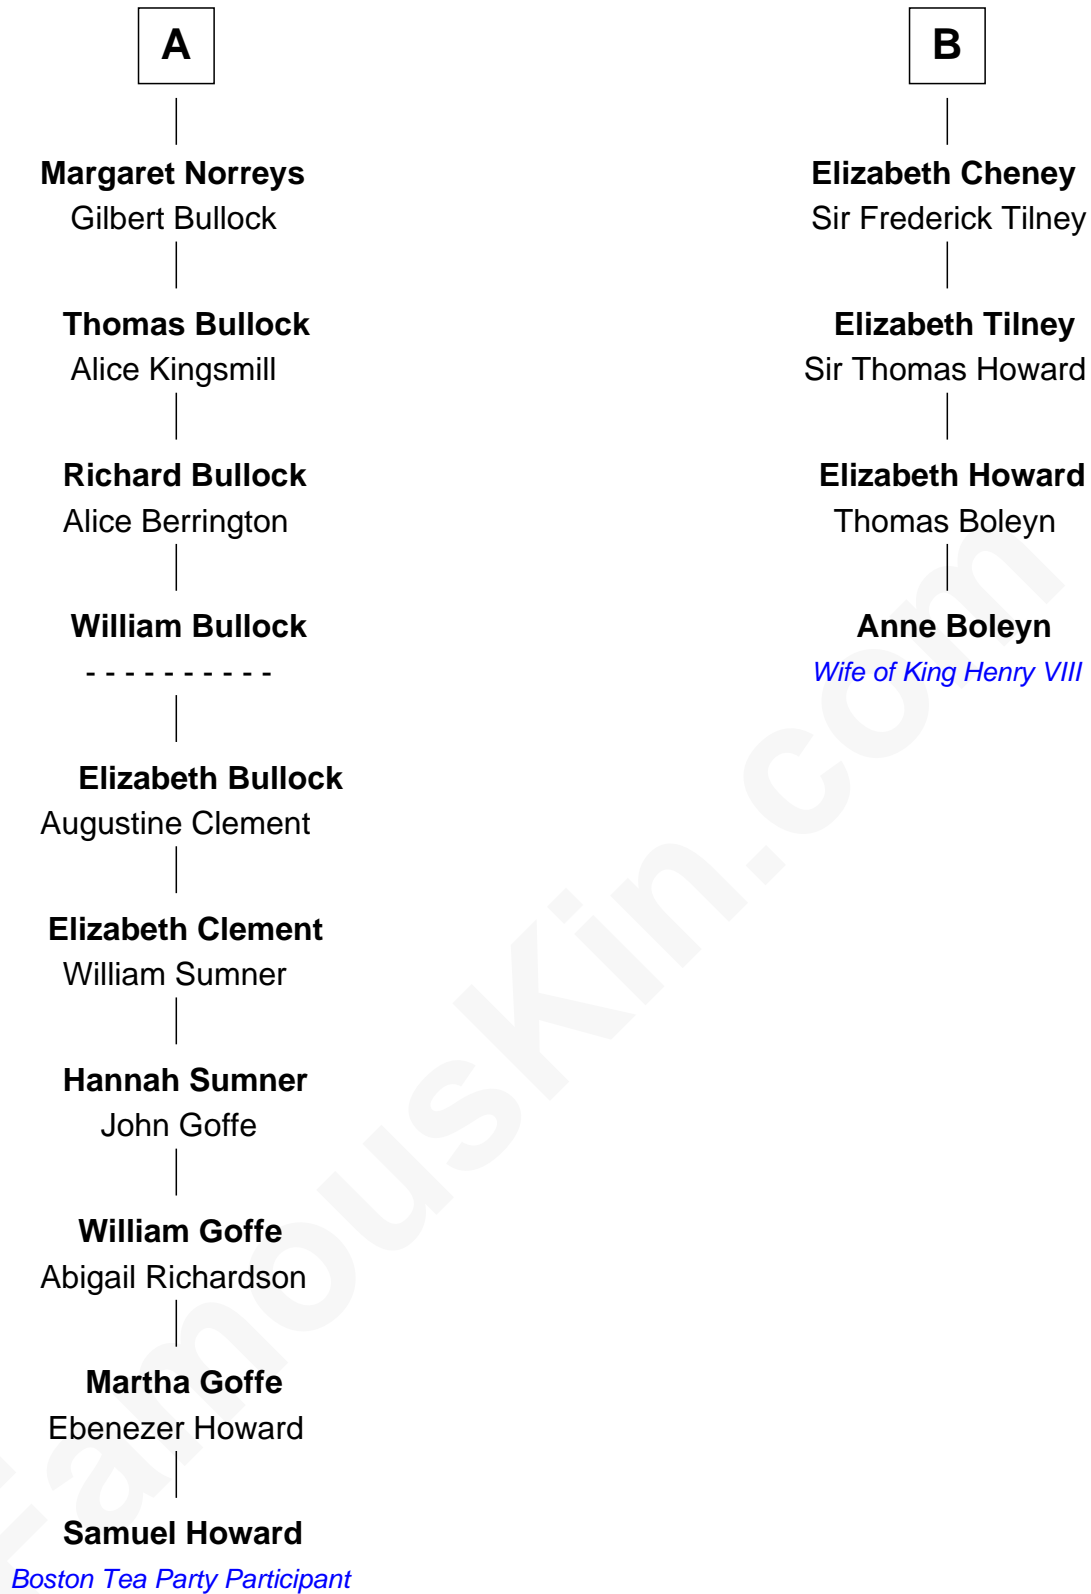 A
Margaret Norreys
Gilbert Bullock
Thomas Bullock
Alice Kingsmill
Richard Bullock
Alice Berrington
William Bullock
- - - - - - - - - -
Elizabeth Bullock
Augustine Clement
Elizabeth Clement
William Sumner
Hannah Sumner
John Goffe
William Goffe
Abigail Richardson
Martha Goffe
Ebenezer Howard
Samuel Howard
Boston Tea Party Participant
B
Elizabeth Cheney
Sir Frederick Tilney
Elizabeth Tilney
Sir Thomas Howard
Elizabeth Howard
Thomas Boleyn
Anne Boleyn
Wife of King Henry VIII
FamousKin.com